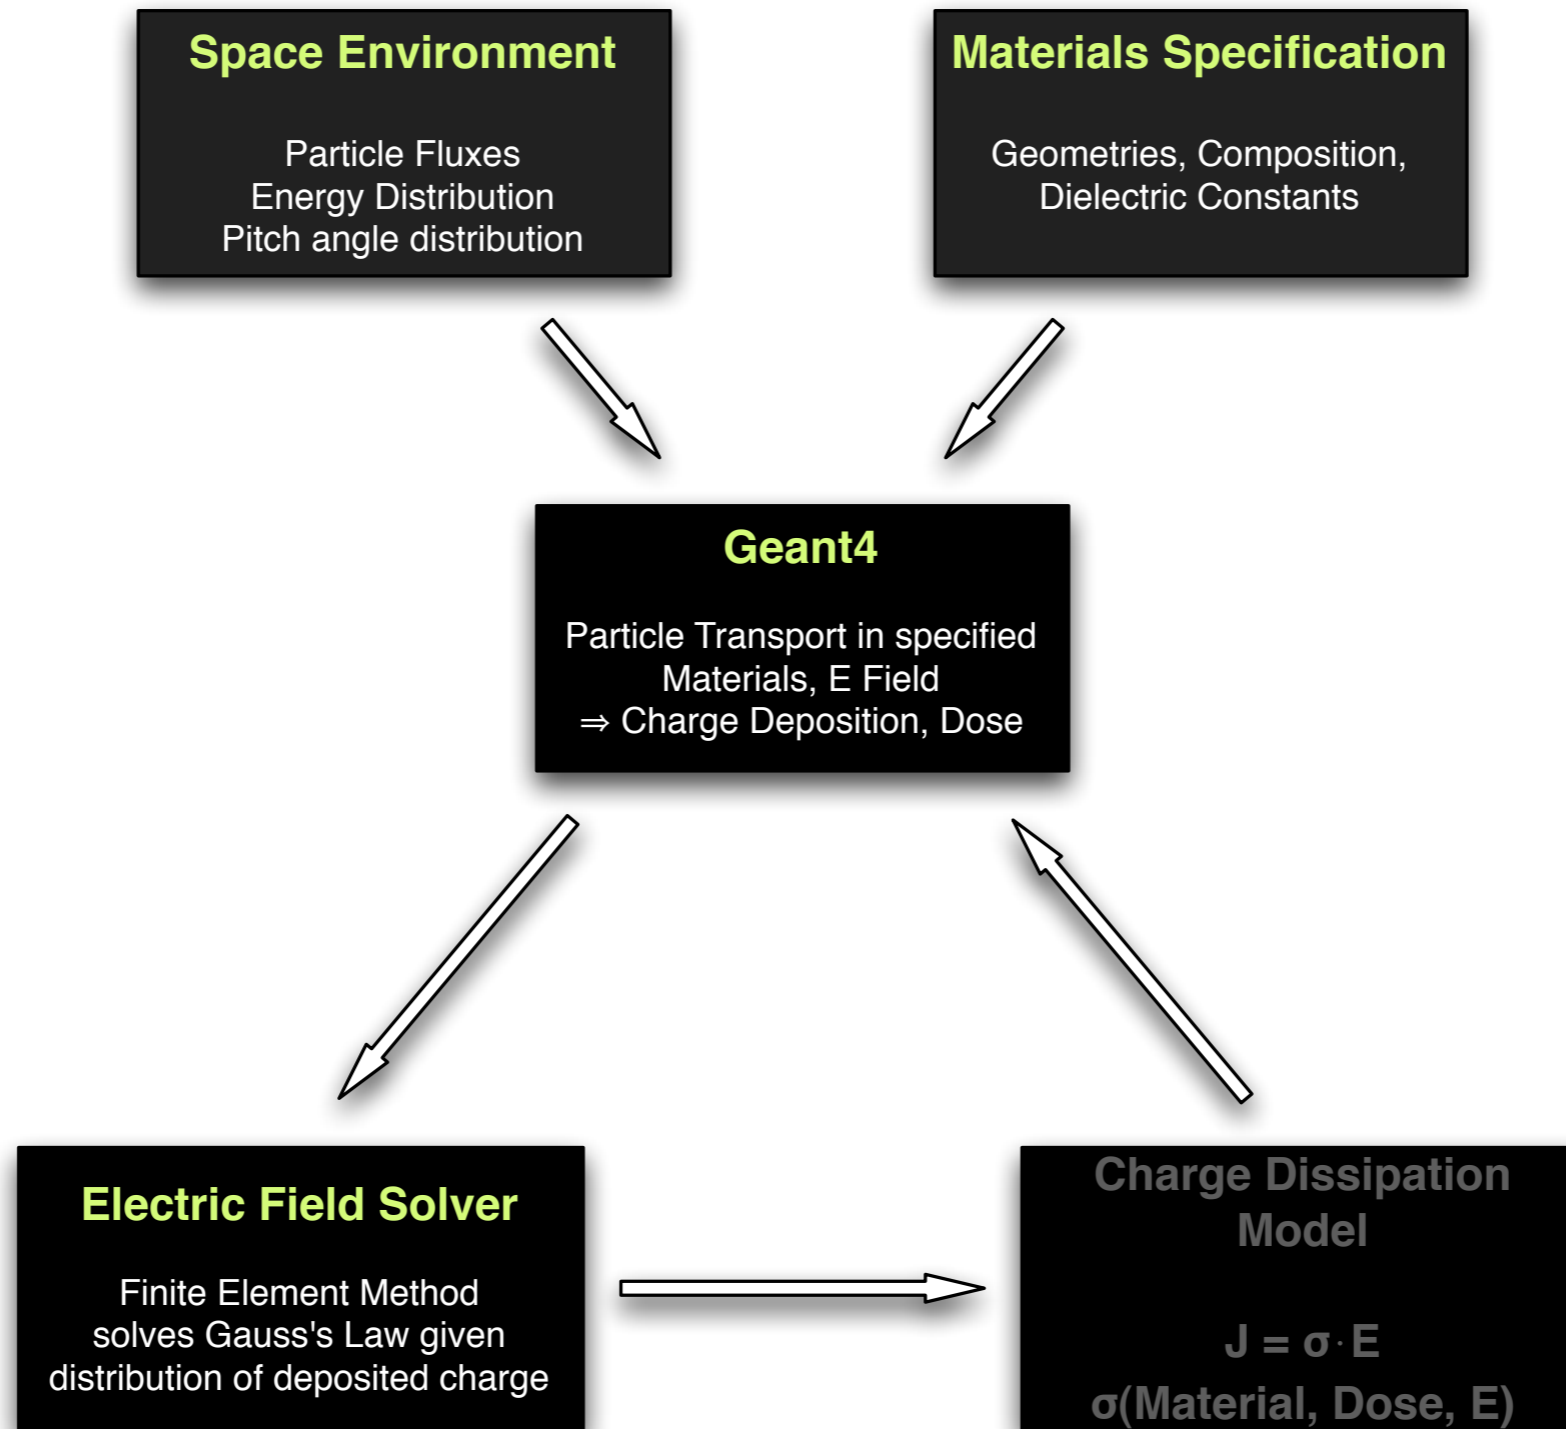 Space Environment
Particle Fluxes
Energy Distribution
Pitch angle distribution
Materials Specification
Geometries, Composition,
Dielectric Constants
Geant4
Particle Transport in specified
Materials, E Field
⇒ Charge Deposition, Dose
Electric Field Solver
Finite Element Method
solves Gauss's Law given
distribution of deposited charge
Charge Dissipation
Model
J = σ · E
σ(Material, Dose, E)